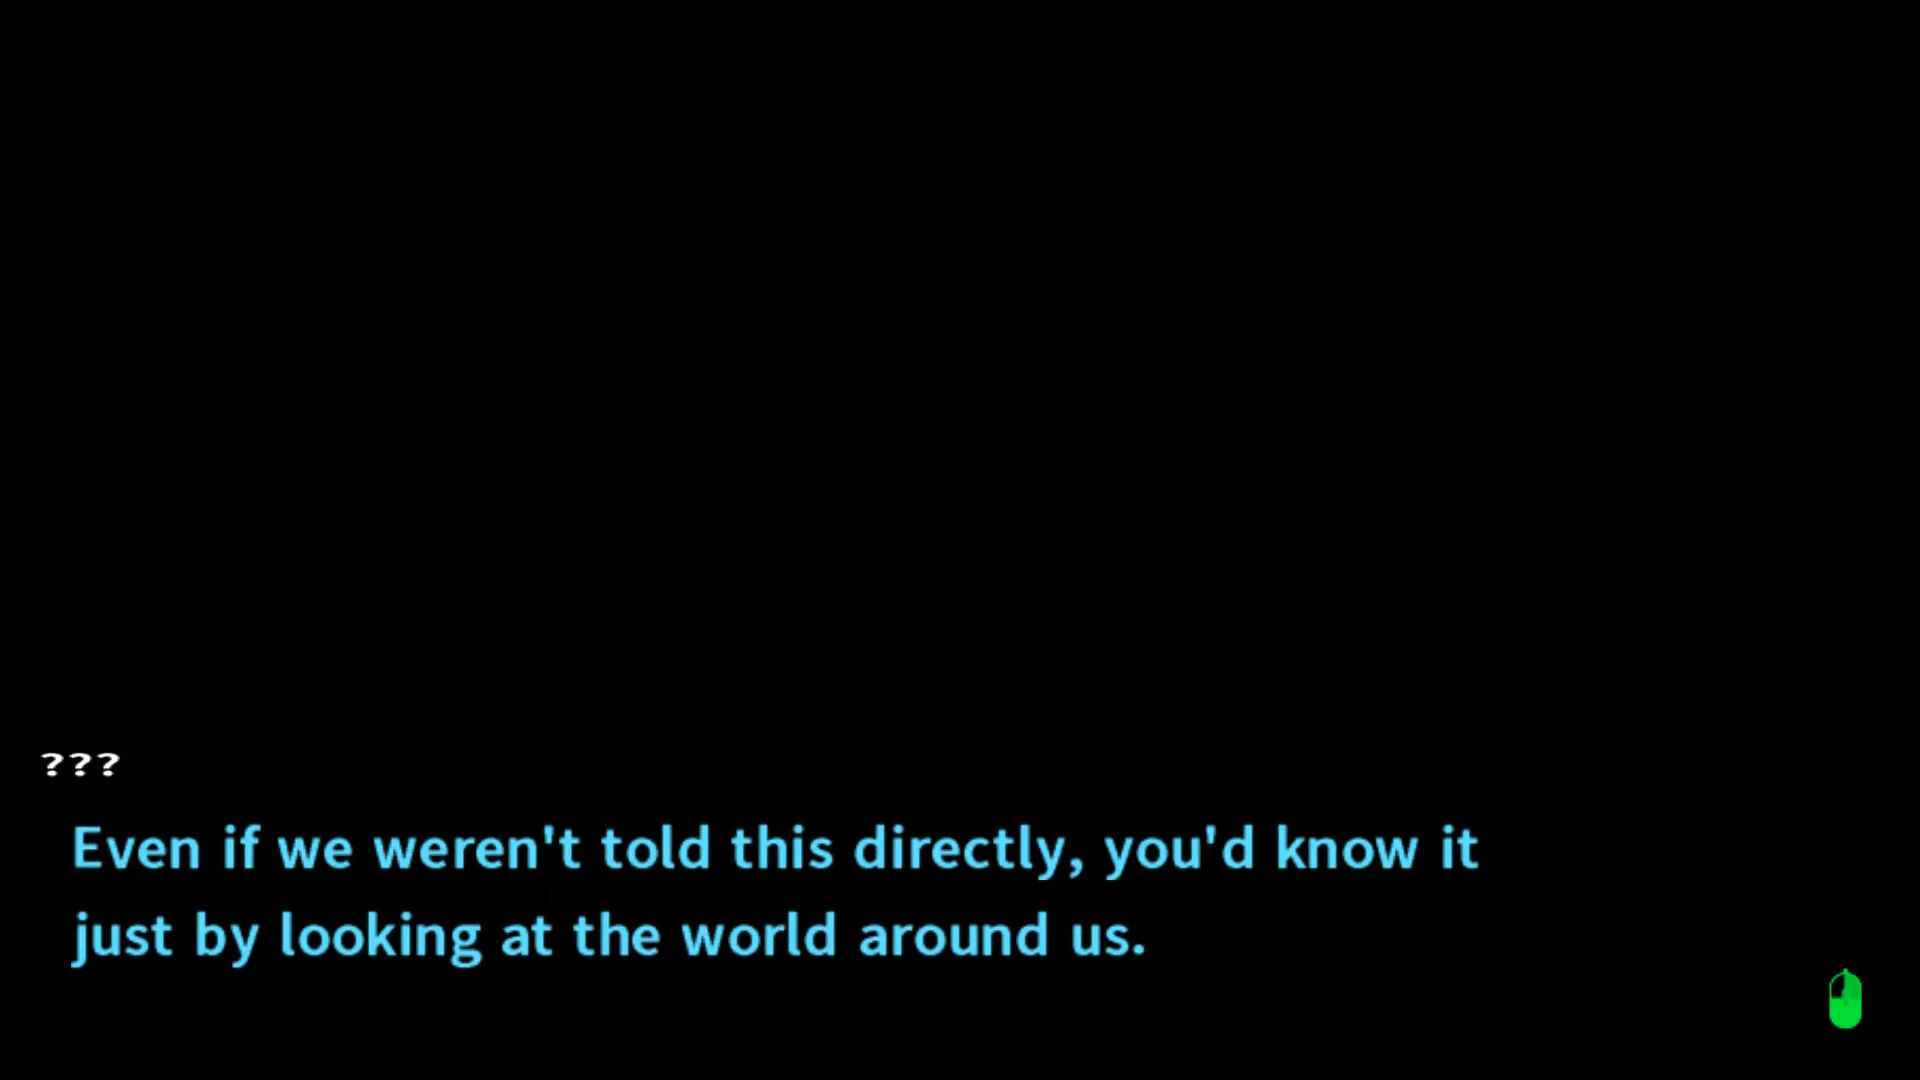 ???
Even if we weren't told this directly, you'd know it
just by looking at the world around us.